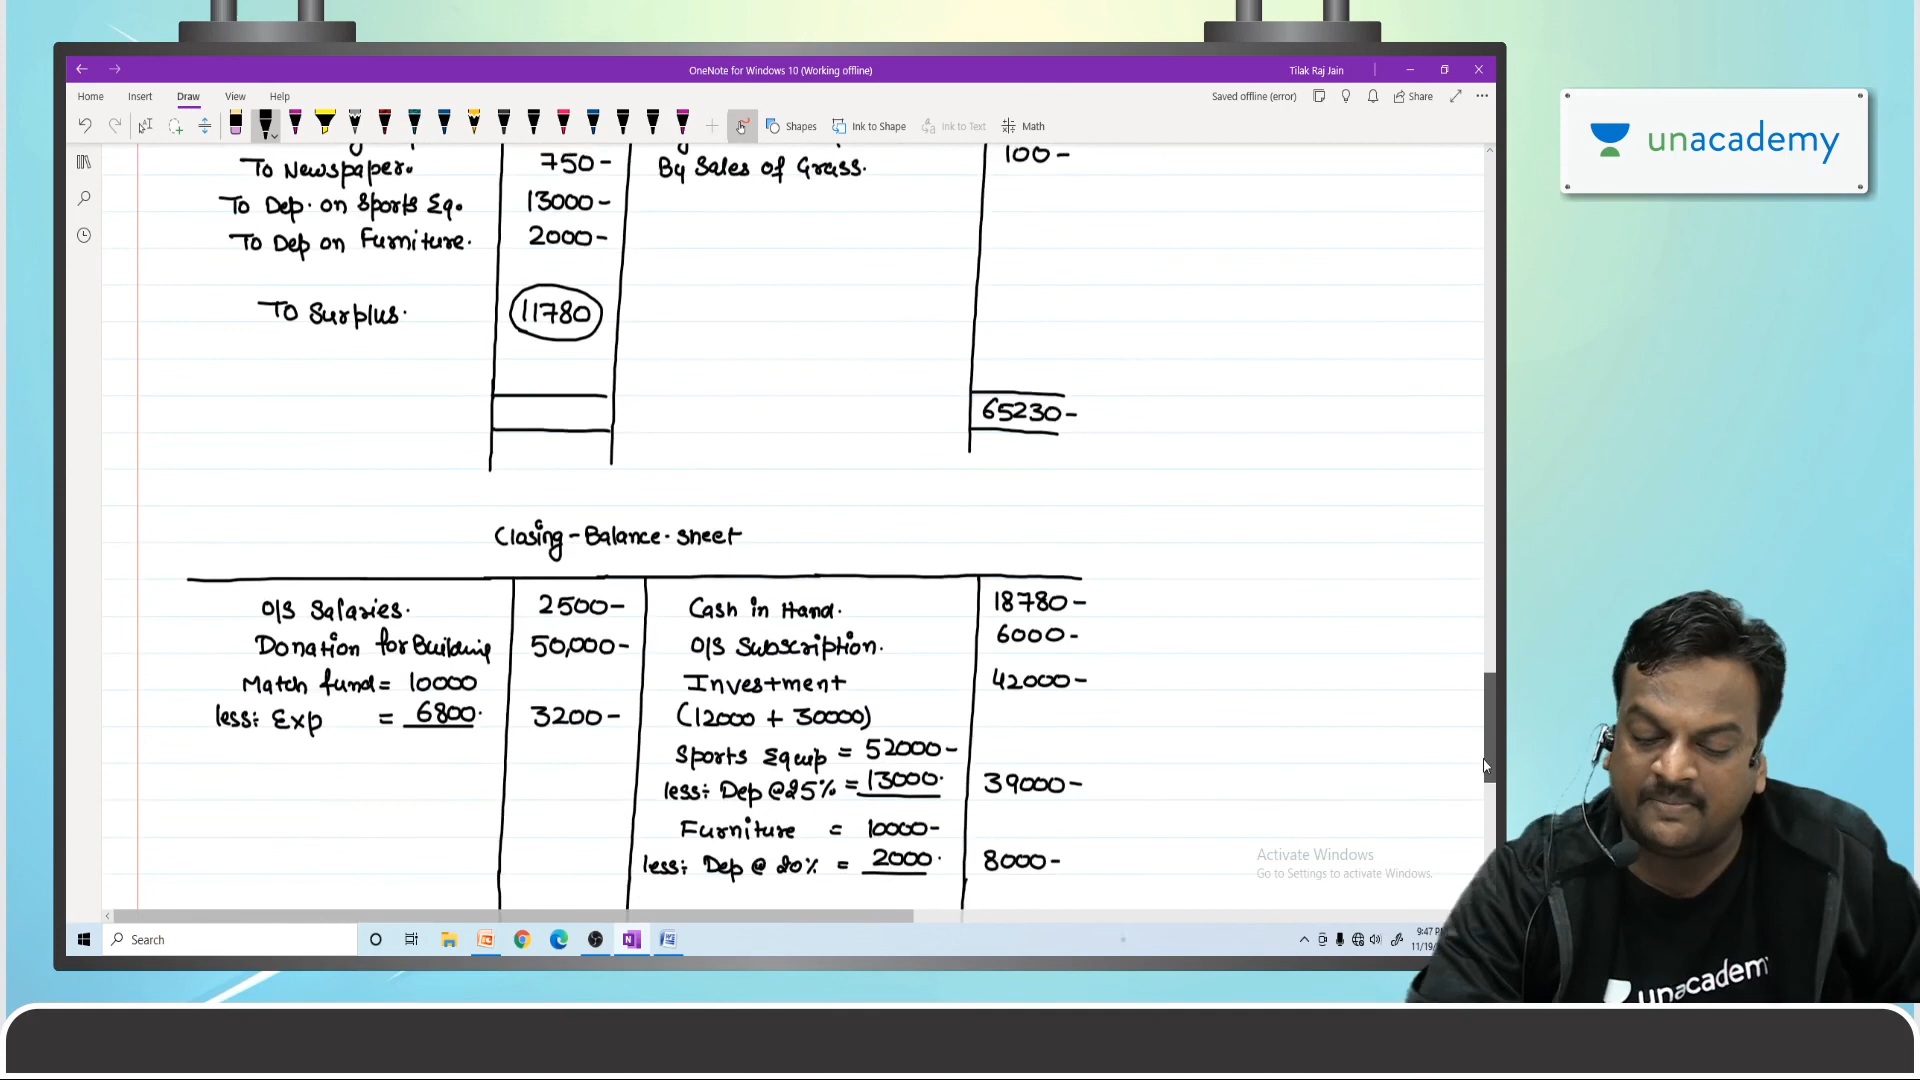 OneNote for Windows 10 (Working offline)
Tilak Raj Jain
Home Insert Draw View Help
Saved offline (error) Share
Shapes Ink to Shape Ink to Text Math
unacademy
To Newspaper. 750- By Sales of Grass. 100-
To Dep. on Sports Eq. 13000-
To Dep on Furniture. 2000-
To Surplus. 11780
65230-
Closing-Balance-sheet
O/S Salaries. 2500- Cash in Hand. 18780-
Donation for Building 50,000- O/S Subscription. 6000-
Match fund = 10000 Investment 42000-
less: Exp = 6800. 3200- (12000 + 30000)
Sports Equip = 52000-
less: Dep @25% = 13000. 39000-
Furniture = 10000-
less: Dep @ 20% = 2000. 8000-
Activate Windows
Go to Settings to activate Windows.
Search
9:47 P
11/19/
unacademy